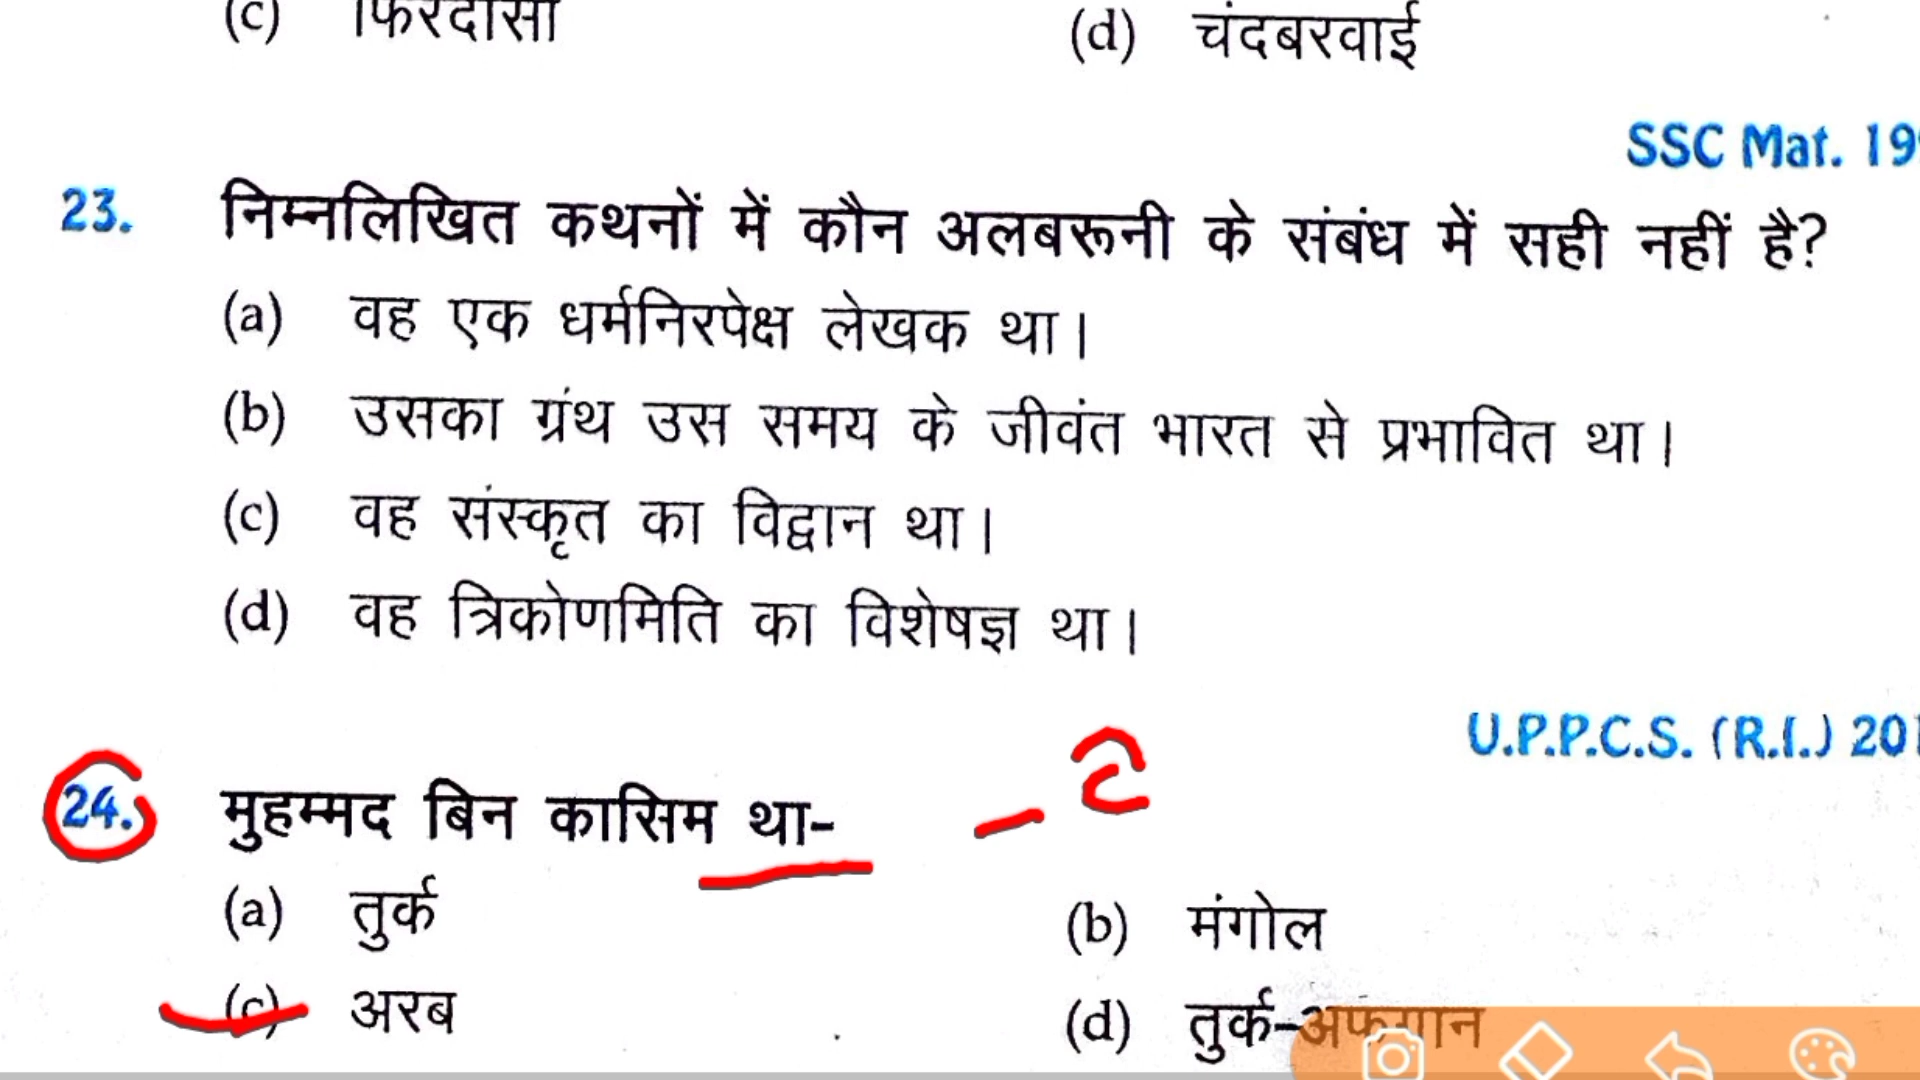 (c) फिरदौसी (d) चंदबरवाई
SSC Mat. 19
23. निम्नलिखित कथनों में कौन अलबरूनी के संबंध में सही नहीं है?
(a) वह एक धर्मनिरपेक्ष लेखक था।
(b) उसका ग्रंथ उस समय के जीवंत भारत से प्रभावित था।
(c) वह संस्कृत का विद्वान था।
(d) वह त्रिकोणमिति का विशेषज्ञ था।
U.P.P.C.S. (R.I.) 201
24. मुहम्मद बिन कासिम था-
(a) तुर्क (b) मंगोल
(c) अरब (d) तुर्क-अफगान